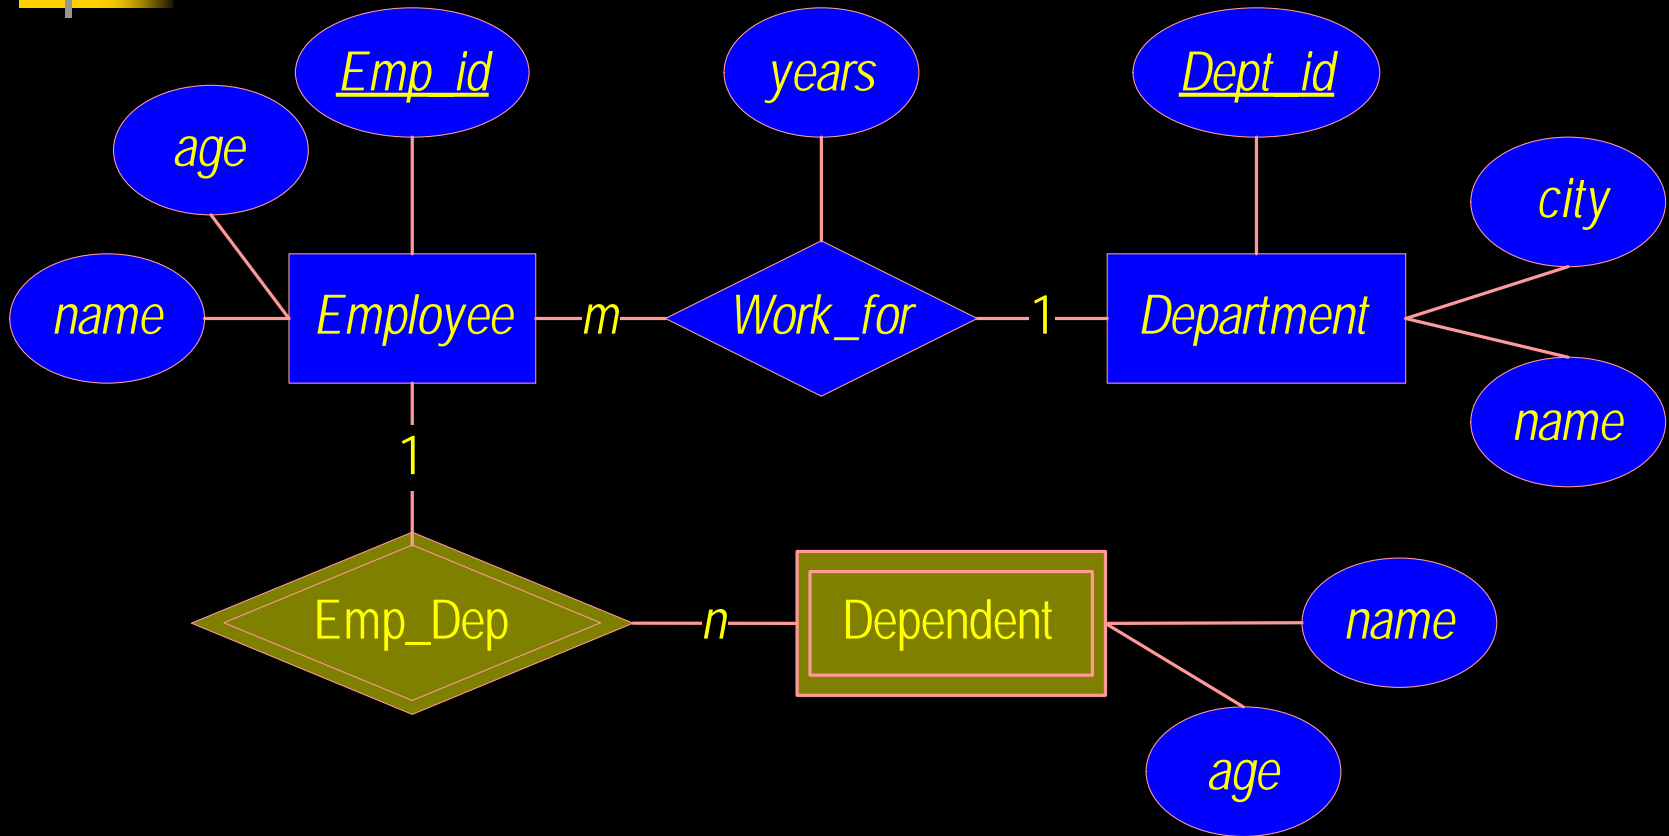 Emp_id
years
Dept_id
age
city
name
Employee
m
Work_for
1
Department
name
1
Emp_Dep
n
Dependent
name
age